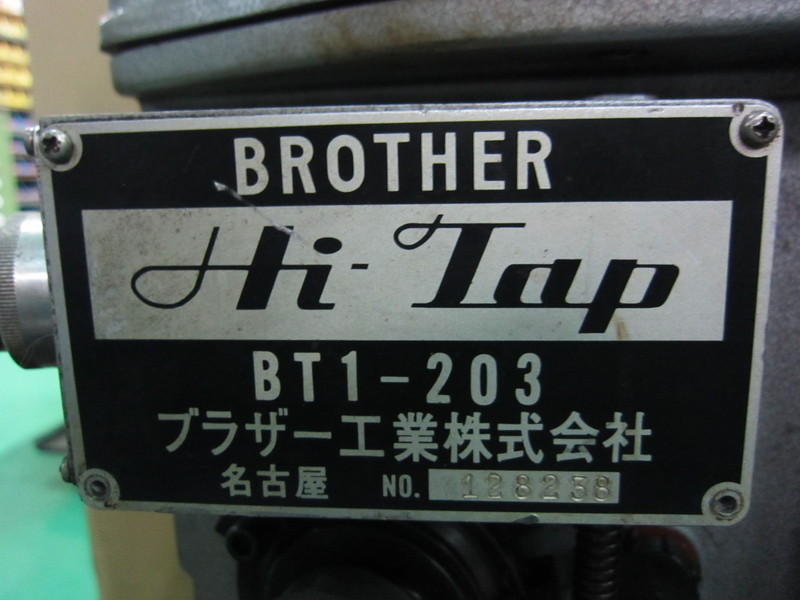 BROTHER
Hi-Tap
BT1-203
ブラザー工業株式会社
名古屋 NO. 128238